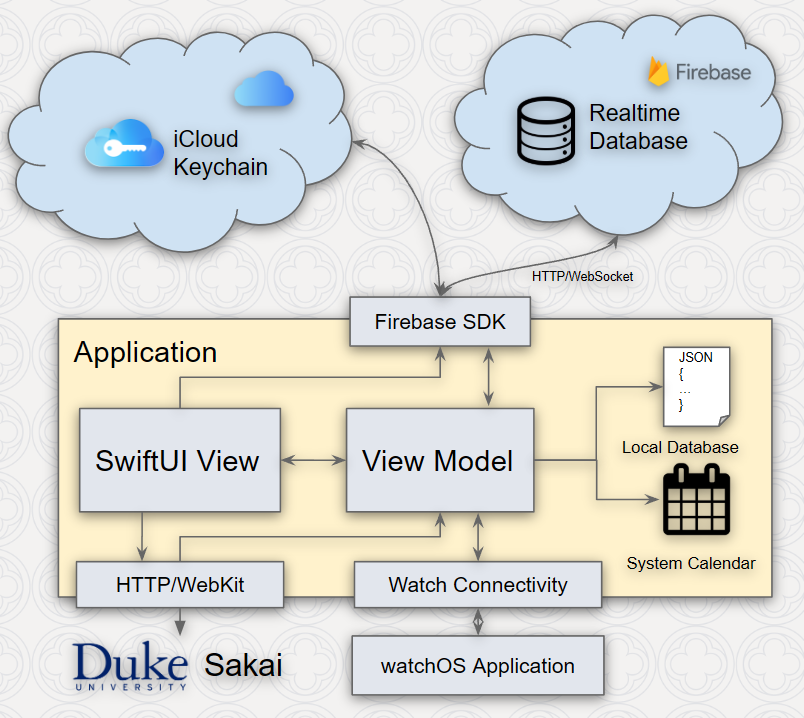 iCloud
Keychain
Firebase
Realtime
Database
HTTP/WebSocket
Firebase SDK
Application
JSON
{
...
}
Local Database
SwiftUI View
View Model
System Calendar
HTTP/WebKit
Watch Connectivity
Duke
UNIVERSITY
Sakai
watchOS Application